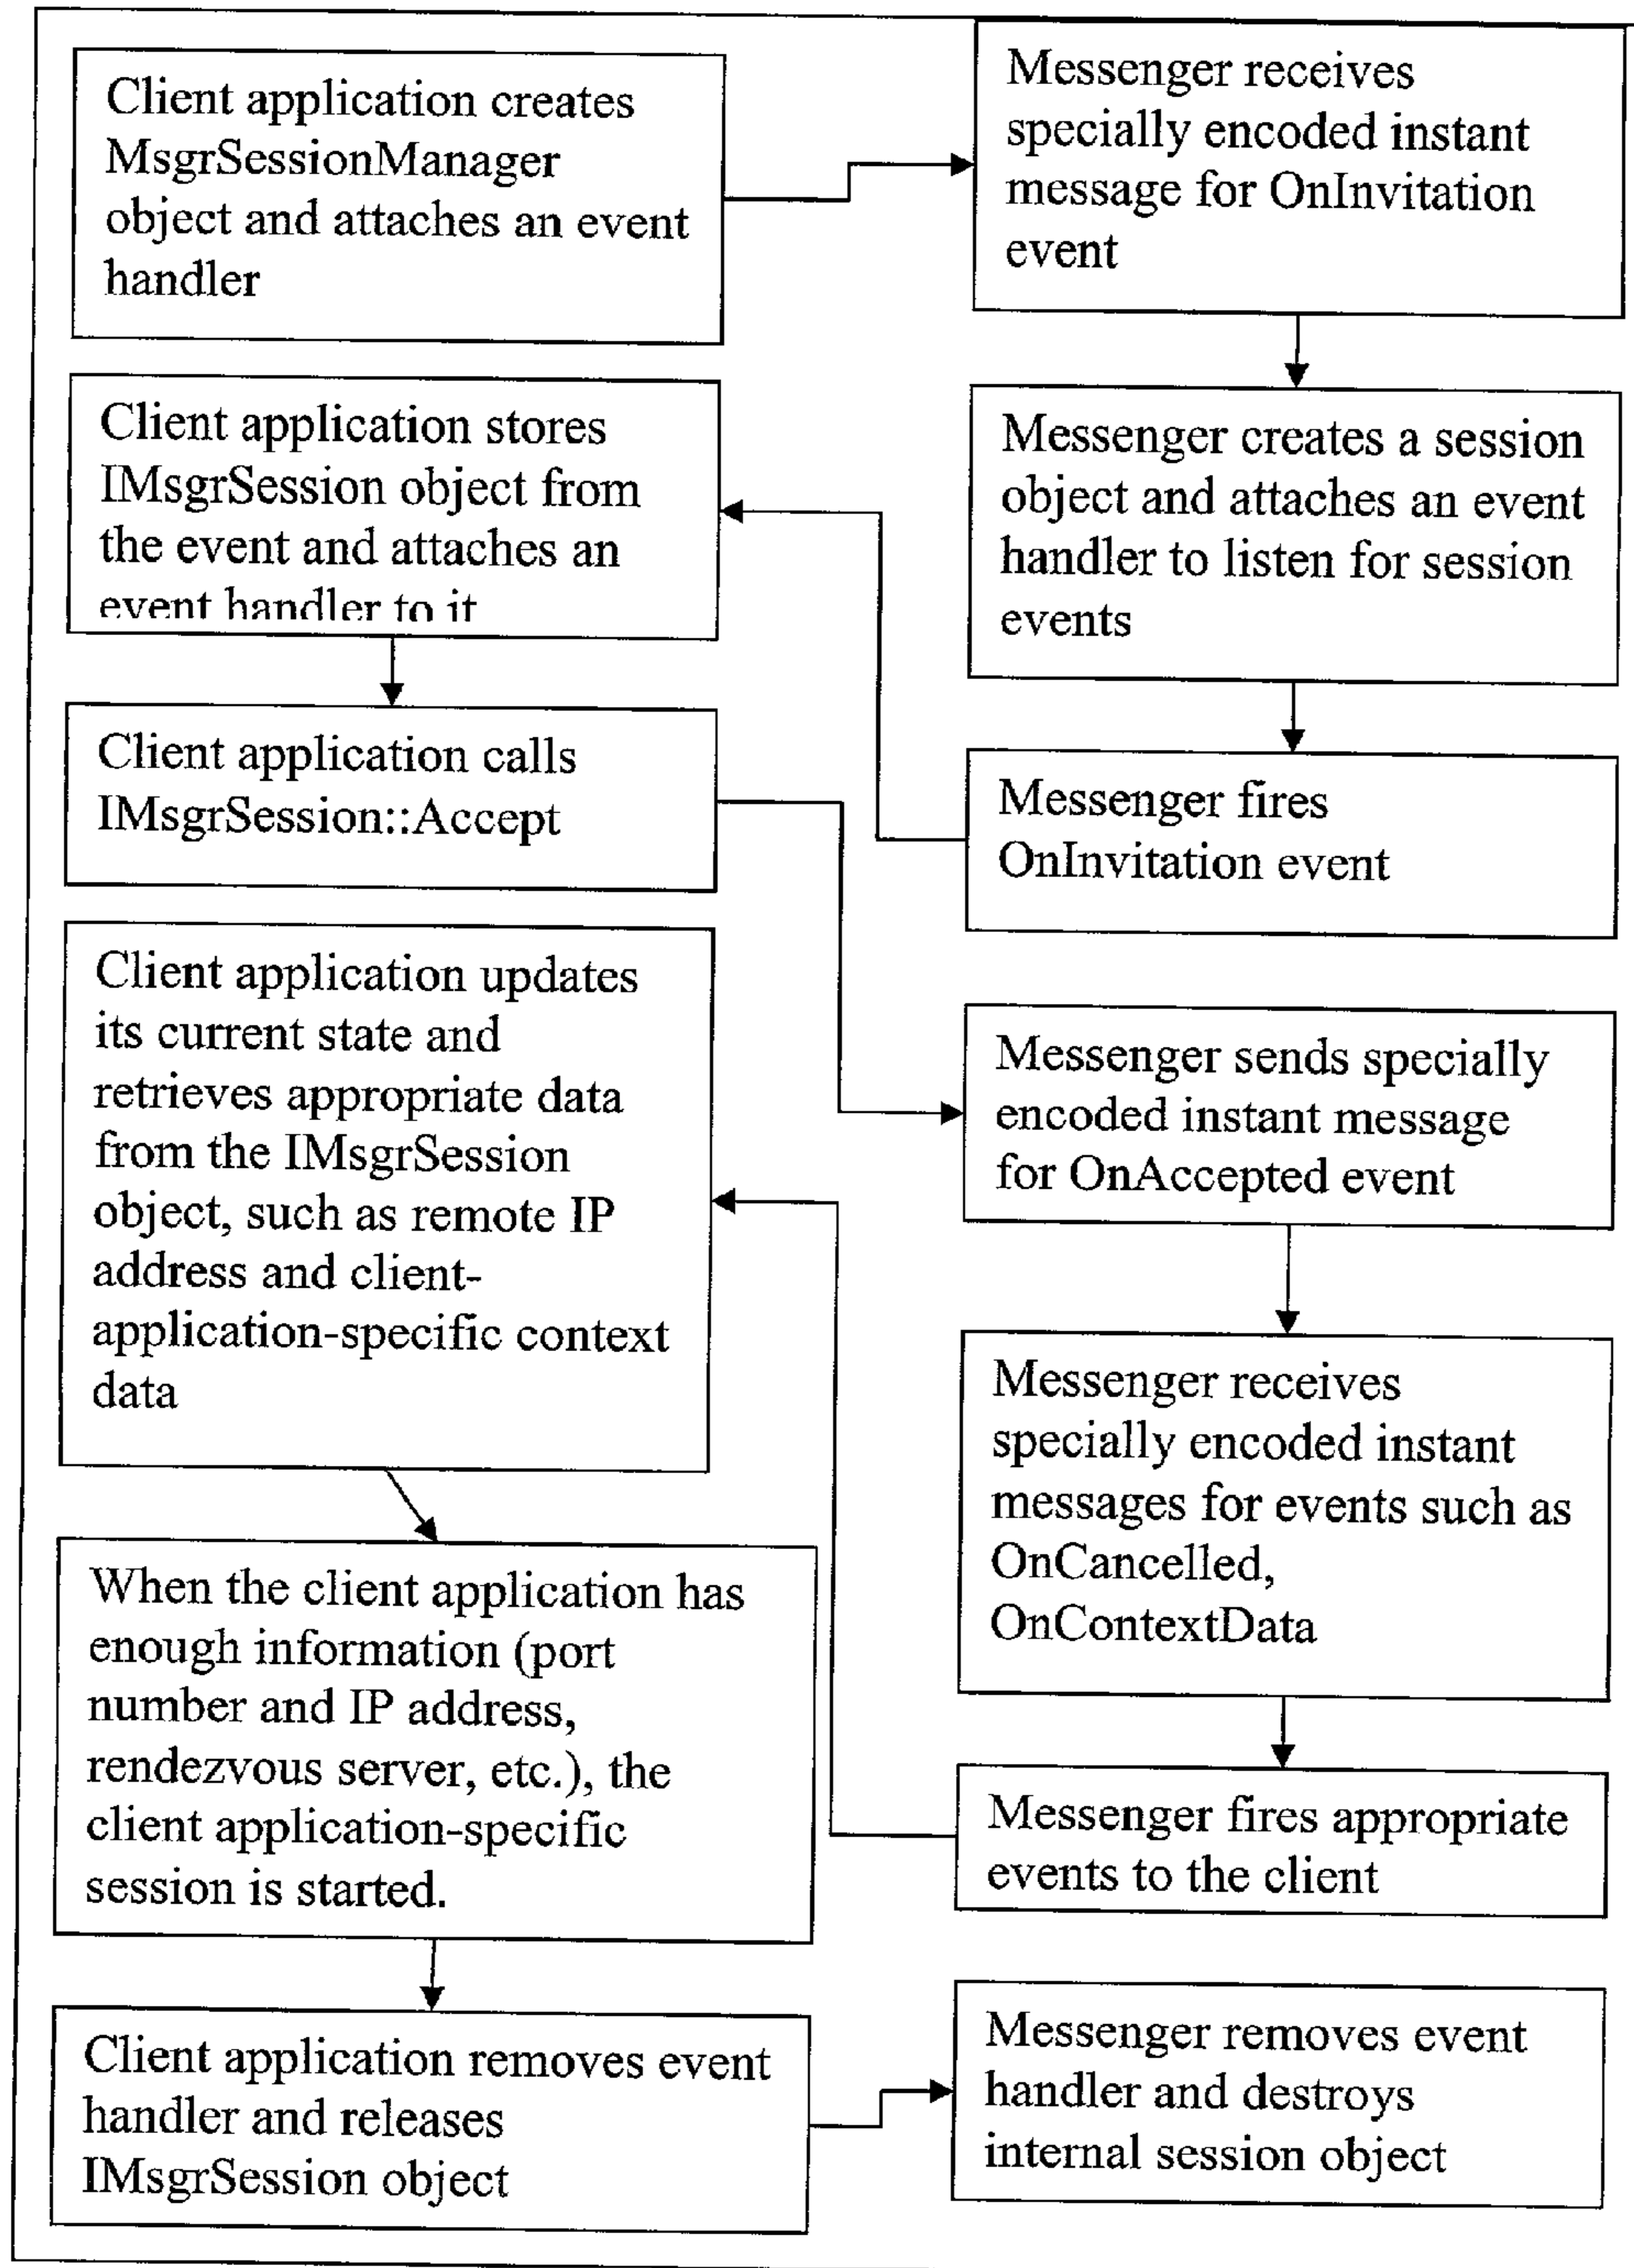 Client application creates
MsgrSessionManager
object and attaches an event
handler
Messenger receives
specially encoded instant
message for OnInvitation
event
Messenger creates a session
object and attaches an event
handler to listen for session
events
Messenger fires
OnInvitation event
Client application stores
IMsgrSession object from
the event and attaches an
event handler to it
Client application calls
IMsgrSession::Accept
Messenger sends specially
encoded instant message
for OnAccepted event
Messenger receives
specially encoded instant
messages for events such as
OnCancelled,
OnContextData
Messenger fires appropriate
events to the client
Client application updates
its current state and
retrieves appropriate data
from the IMsgrSession
object, such as remote IP
address and client-
application-specific context
data
When the client application has
enough information (port
number and IP address,
rendezvous server, etc.), the
client application-specific
session is started.
Client application removes event
handler and releases
IMsgrSession object
Messenger removes event
handler and destroys
internal session object